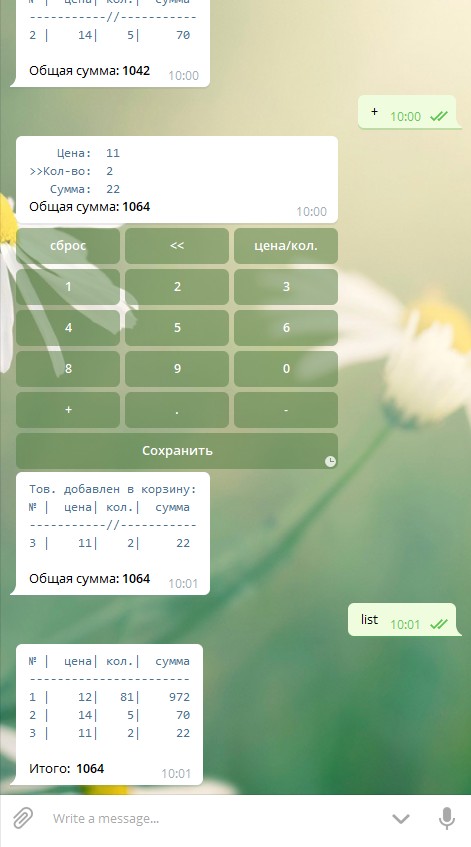 № | цена| кол.| сумма
-----------//-----------
2 | 14| 5| 70
Общая сумма: 1042 10:00
+ 10:00
Цена: 11
>>Кол-во: 2
Сумма: 22
Общая сумма: 1064 10:00
сброс << цена/кол.
1 2 3
4 5 6
8 9 0
+ . -
Сохранить
Тов. добавлен в корзину:
№ | цена| кол.| сумма
-----------//-----------
3 | 11| 2| 22
Общая сумма: 1064 10:01
list 10:01
№ | цена| кол.| сумма
-----------------------
1 | 12| 81| 972
2 | 14| 5| 70
3 | 11| 2| 22
Итого: 1064 10:01
Write a message...